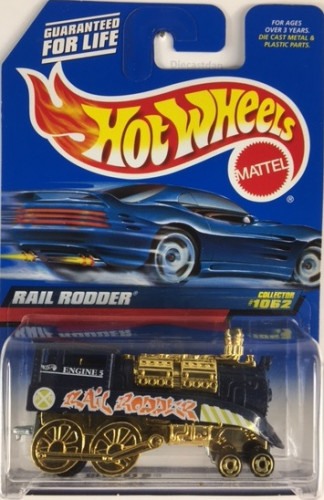 GUARANTEED
FOR LIFE
FOR AGES
OVER 3 YEARS.
DIE CAST METAL &
PLASTIC PARTS.
Diecastdan
HOT WHEELS
®
MATTEL
RAIL RODDER
COLLECTOR
#1062
ENGINE 5
RAIL RODDER